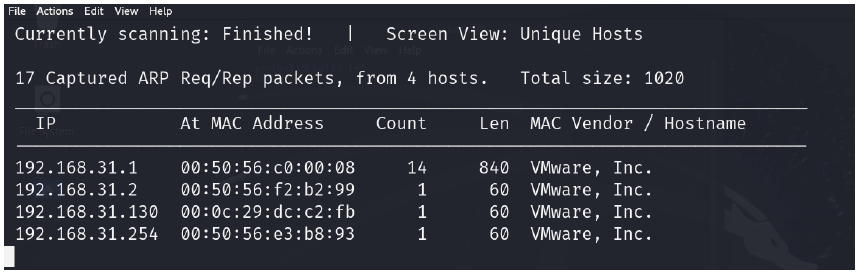 File Actions Edit View Help
Currently scanning: Finished! | Screen View: Unique Hosts
17 Captured ARP Req/Rep packets, from 4 hosts. Total size: 1020
IP At MAC Address Count Len MAC Vendor / Hostname
192.168.31.1 00:50:56:c0:00:08 14 840 VMware, Inc.
192.168.31.2 00:50:56:f2:b2:99 1 60 VMware, Inc.
192.168.31.130 00:0c:29:dc:c2:fb 1 60 VMware, Inc.
192.168.31.254 00:50:56:e3:b8:93 1 60 VMware, Inc.